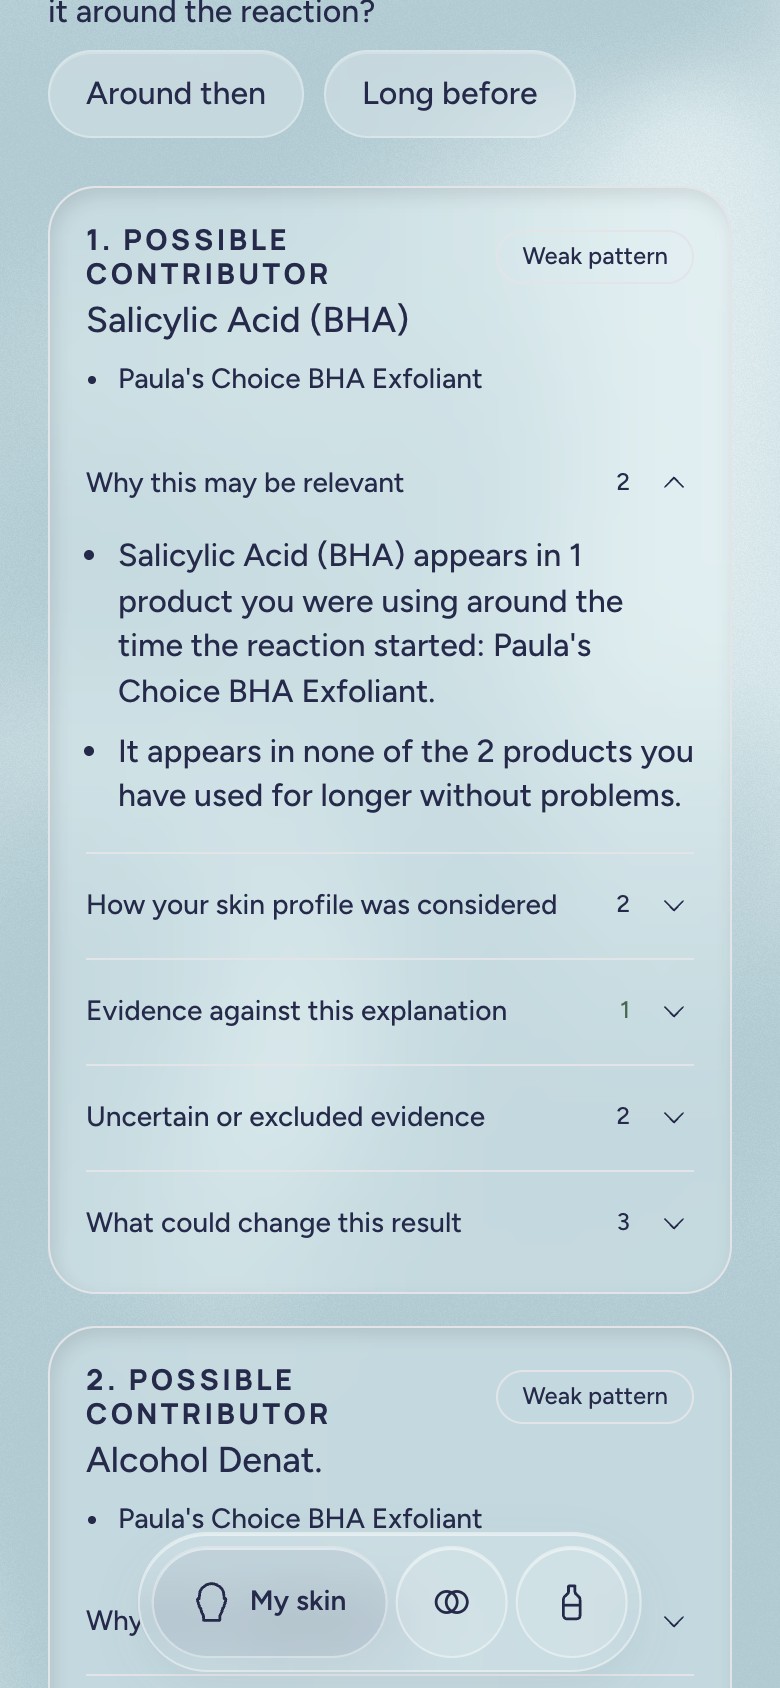 it around the reaction?
Around then
Long before
1. POSSIBLE
CONTRIBUTOR
Weak pattern
Salicylic Acid (BHA)
• Paula's Choice BHA Exfoliant
Why this may be relevant 2
• Salicylic Acid (BHA) appears in 1
product you were using around the
time the reaction started: Paula's
Choice BHA Exfoliant.
• It appears in none of the 2 products you
have used for longer without problems.
How your skin profile was considered 2
Evidence against this explanation 1
Uncertain or excluded evidence 2
What could change this result 3
2. POSSIBLE
CONTRIBUTOR
Weak pattern
Alcohol Denat.
• Paula's Choice BHA Exfoliant
Why
My skin